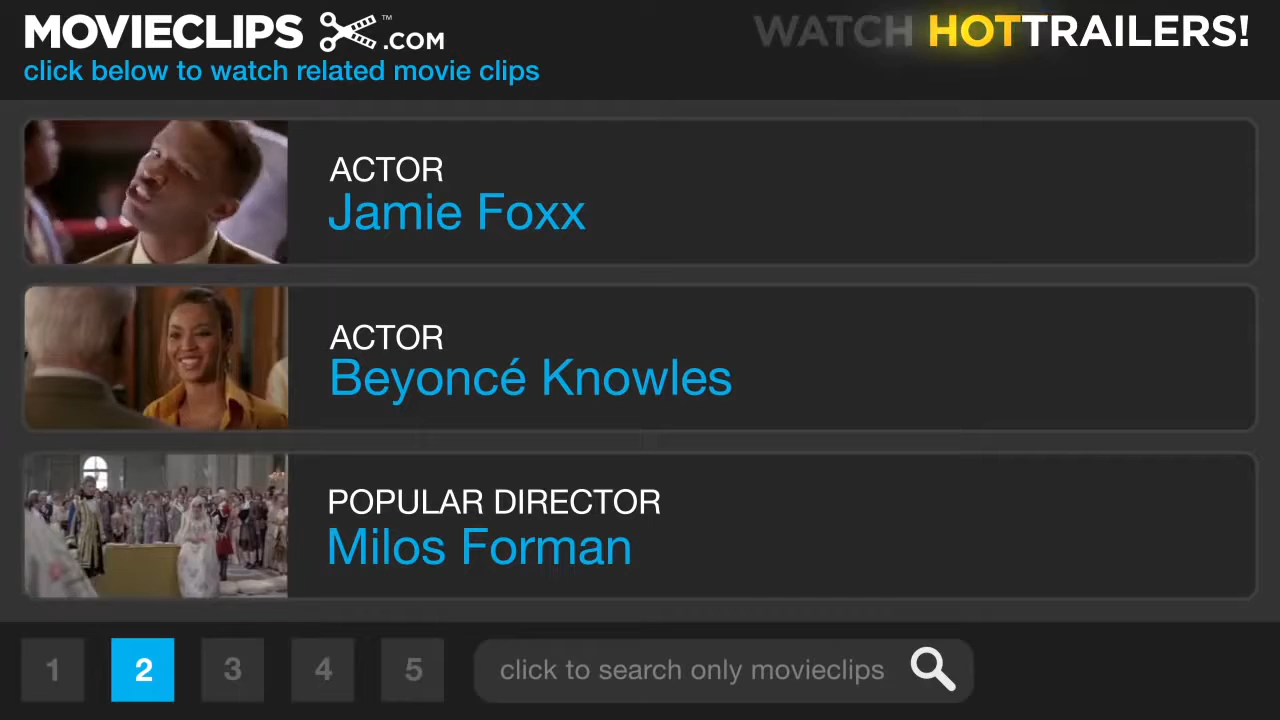 MOVIECLIPS ™ .COM
WATCH HOTTRAILERS!
click below to watch related movie clips
ACTOR
Jamie Foxx
ACTOR
Beyoncé Knowles
POPULAR DIRECTOR
Milos Forman
1 2 3 4 5 click to search only movieclips